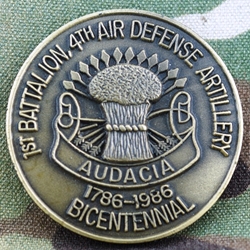 1ST BATTALION 4TH AIR DEFENSE ARTILLERY
AUDACIA
1786-1986
BICENTENNIAL